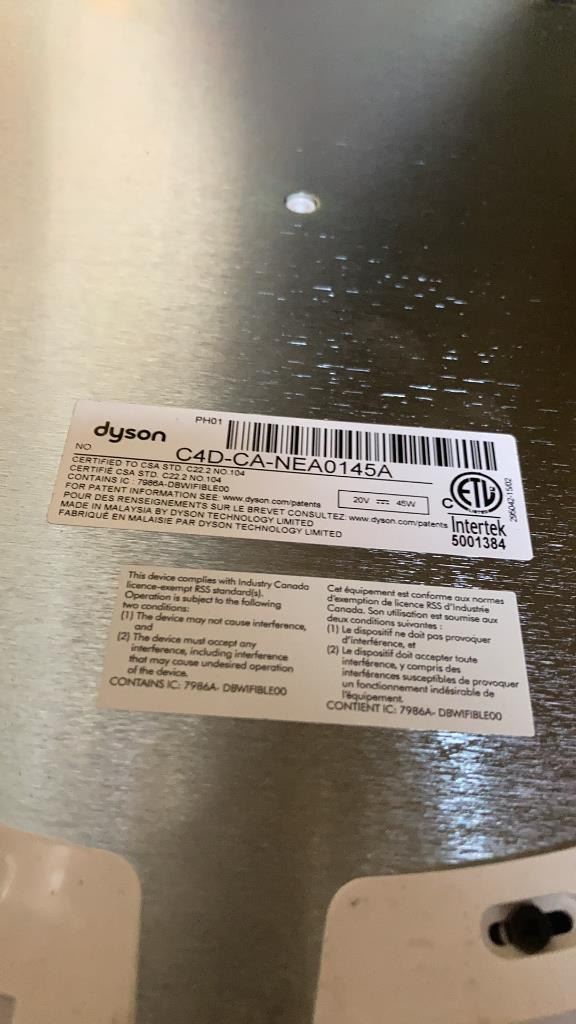 dyson
PH01
NO.
C4D-CA-NEA0145A
CERTIFIED TO CSA STD. C22.2 NO.104
CERTIFIÉ CSA STD. C22.2 NO.104
CONTAINS IC : 7986A-DBWIFIBLE00
FOR PATENT INFORMATION SEE: www.dyson.com/patents
POUR DES RENSEIGNEMENTS SUR LE BREVET CONSULTEZ: www.dyson.com/patents
MADE IN MALAYSIA BY DYSON TECHNOLOGY LIMITED
FABRIQUÉ EN MALAISIE PAR DYSON TECHNOLOGY LIMITED
20V ⎓ 45W
C ETL
Intertek
5001384
This device complies with Industry Canada
licence-exempt RSS standard(s).
Operation is subject to the following
two conditions:
(1) The device may not cause interference,
and
(2) The device must accept any
interference, including interference
that may cause undesired operation
of the device.
CONTAINS IC: 7986A- DBWIFIBLE00
Cet équipement est conforme aux normes
d'exemption de licence RSS d'Industrie
Canada. Son utilisation est soumise aux
deux conditions suivantes :
(1) Le dispositif ne doit pas provoquer
d'interférence, et
(2) Le dispositif doit accepter toute
interférence, y compris des
interférences susceptibles de provoquer
un fonctionnement indésirable de
l'équipement.
CONTIENT IC: 7986A- DBWIFIBLE00